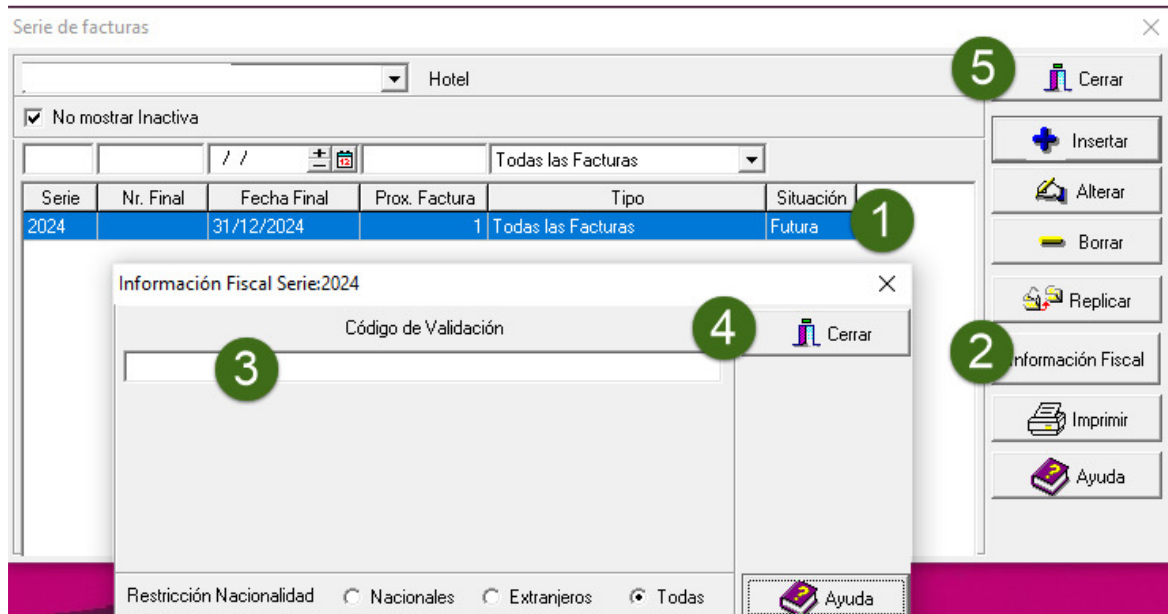 Serie de facturas
Hotel
5
Cerrar
No mostrar Inactiva
Insertar
/ /
12
Todas las Facturas
Serie Nr. Final Fecha Final Prox. Factura Tipo Situación
Alterar
2024 31/12/2024 1 Todas las Facturas Futura
1
Borrar
Información Fiscal Serie:2024
Replicar
Código de Validación
4
Cerrar
2
Información Fiscal
3
Imprimir
Ayuda
Restricción Nacionalidad Nacionales Extranjeros Todas
Ayuda